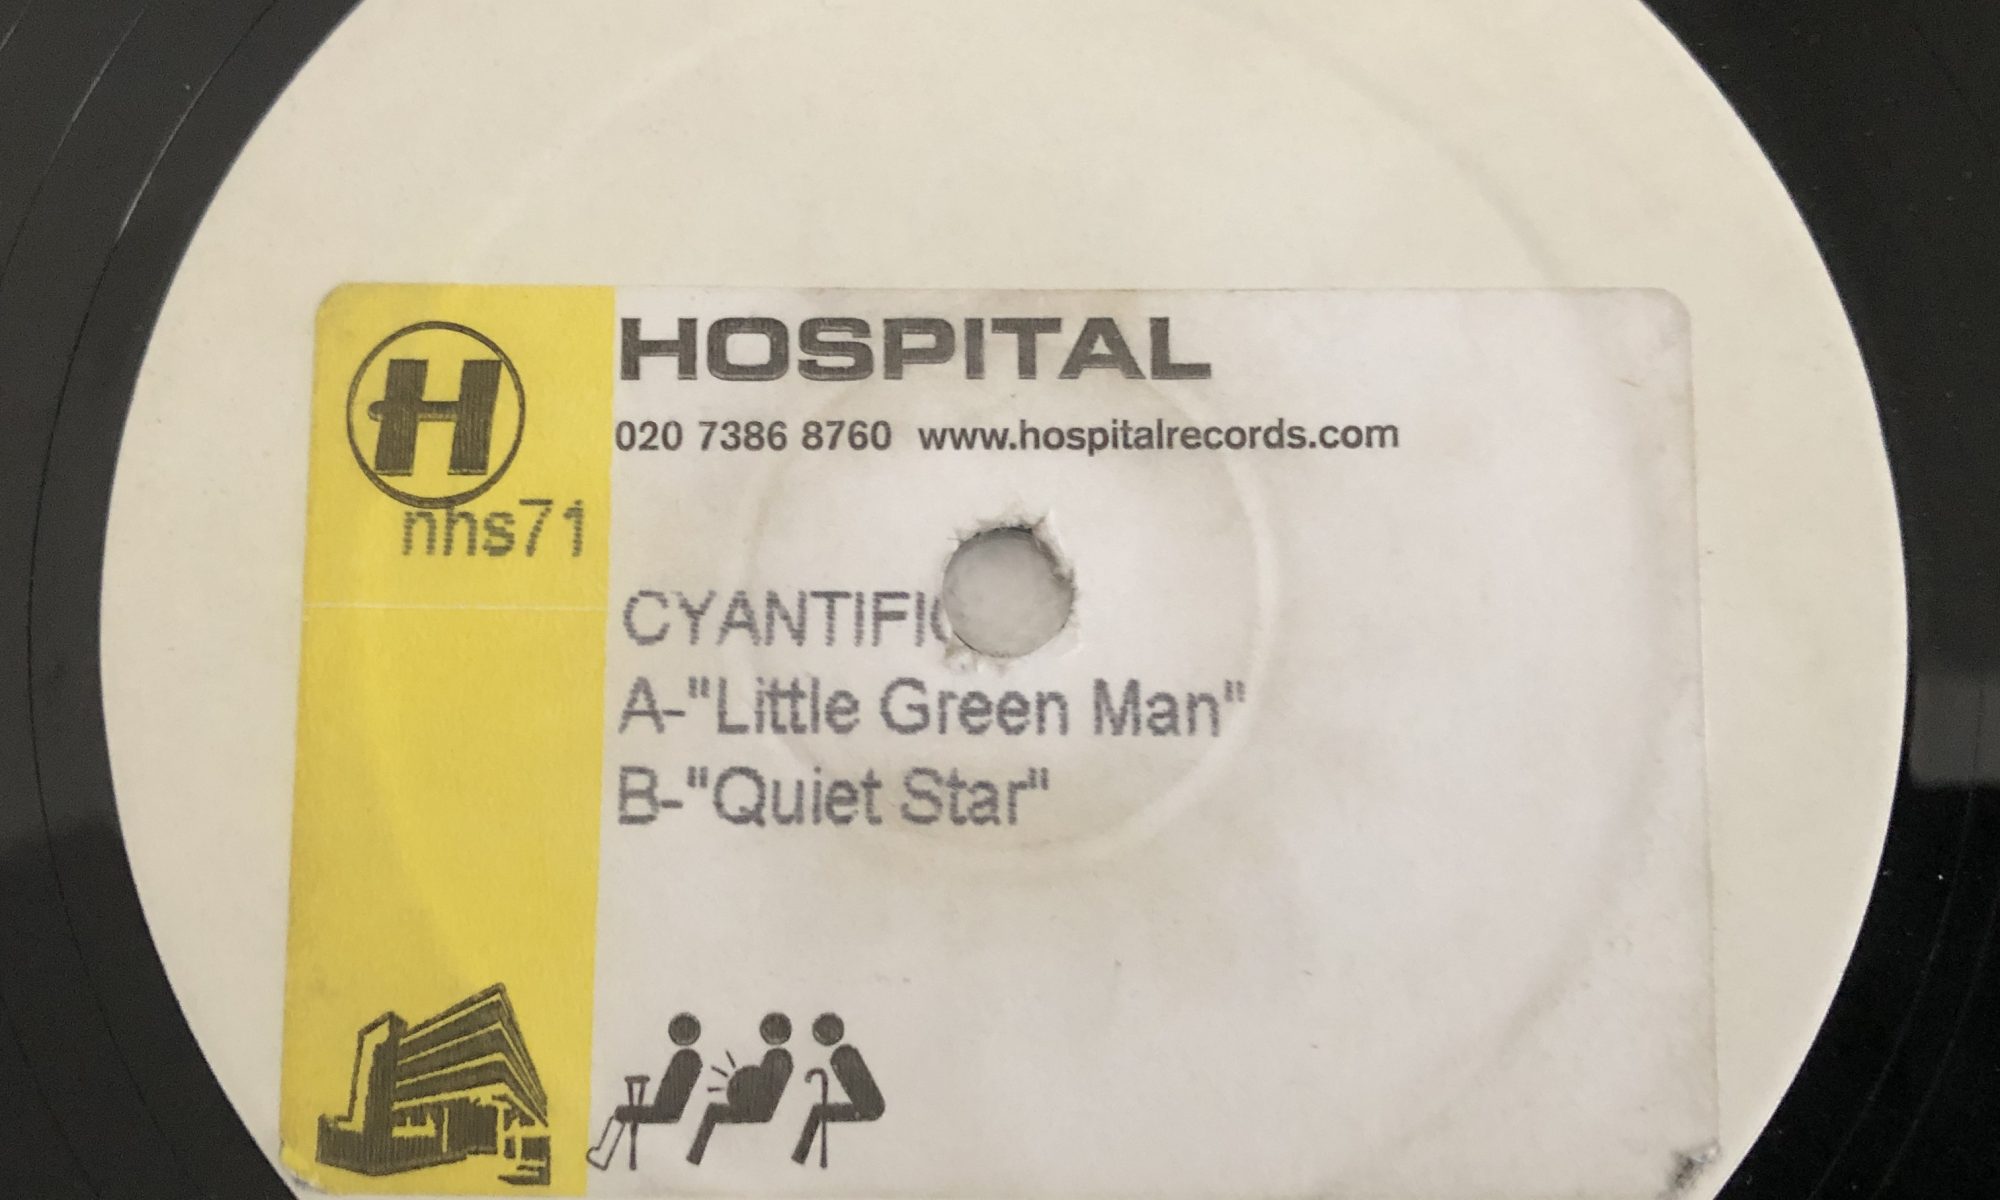 H
HOSPITAL
020 7386 8760 www.hospitalrecords.com
nhs71
CYANTIFIC
A-"Little Green Man"
B-"Quiet Star"